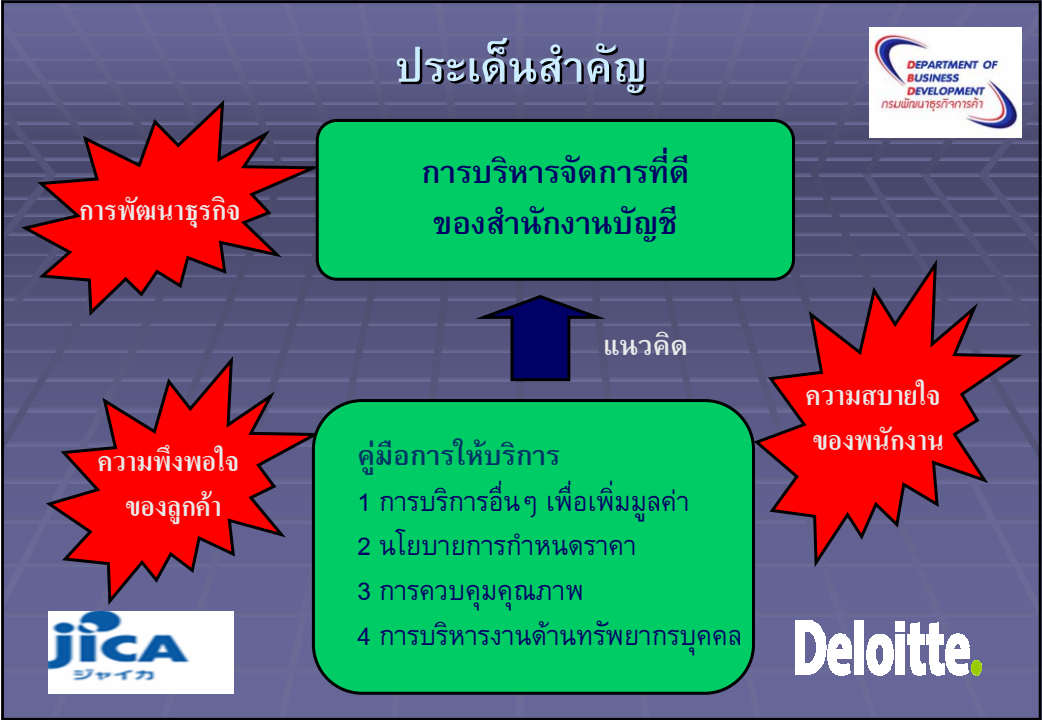 ประเด็นสำคัญ
DEPARTMENT OF
BUSINESS
DEVELOPMENT
กรมพัฒนาธุรกิจการค้า
การพัฒนาธุรกิจ
การบริหารจัดการที่ดี
ของสำนักงานบัญชี
แนวคิด
ความสบายใจ
ของพนักงาน
ความพึงพอใจ
ของลูกค้า
คู่มือการให้บริการ
1 การบริการอื่นๆ เพื่อเพิ่มมูลค่า
2 นโยบายการกำหนดราคา
3 การควบคุมคุณภาพ
4 การบริหารงานด้านทรัพยากรบุคคล
jICA
ジャイカ
Deloitte.